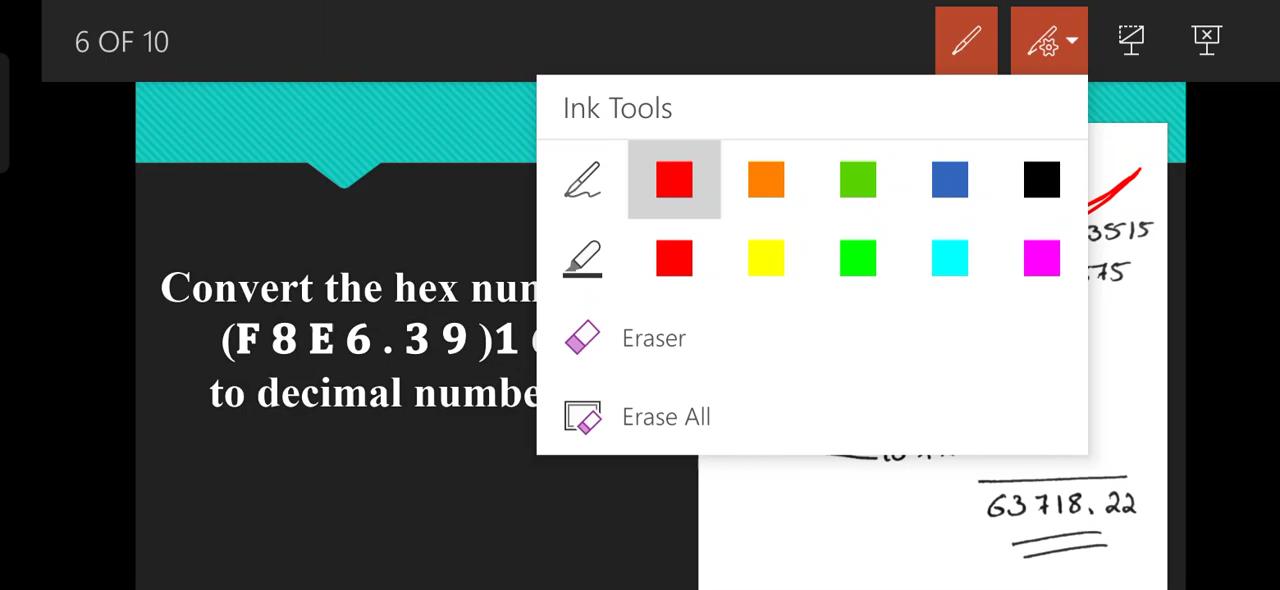 6 OF 10
Ink Tools
3515
Convert the hex num
.75
(F 8 E 6 . 3 9 )1
Eraser
to decimal numbe
Erase All
63718.22